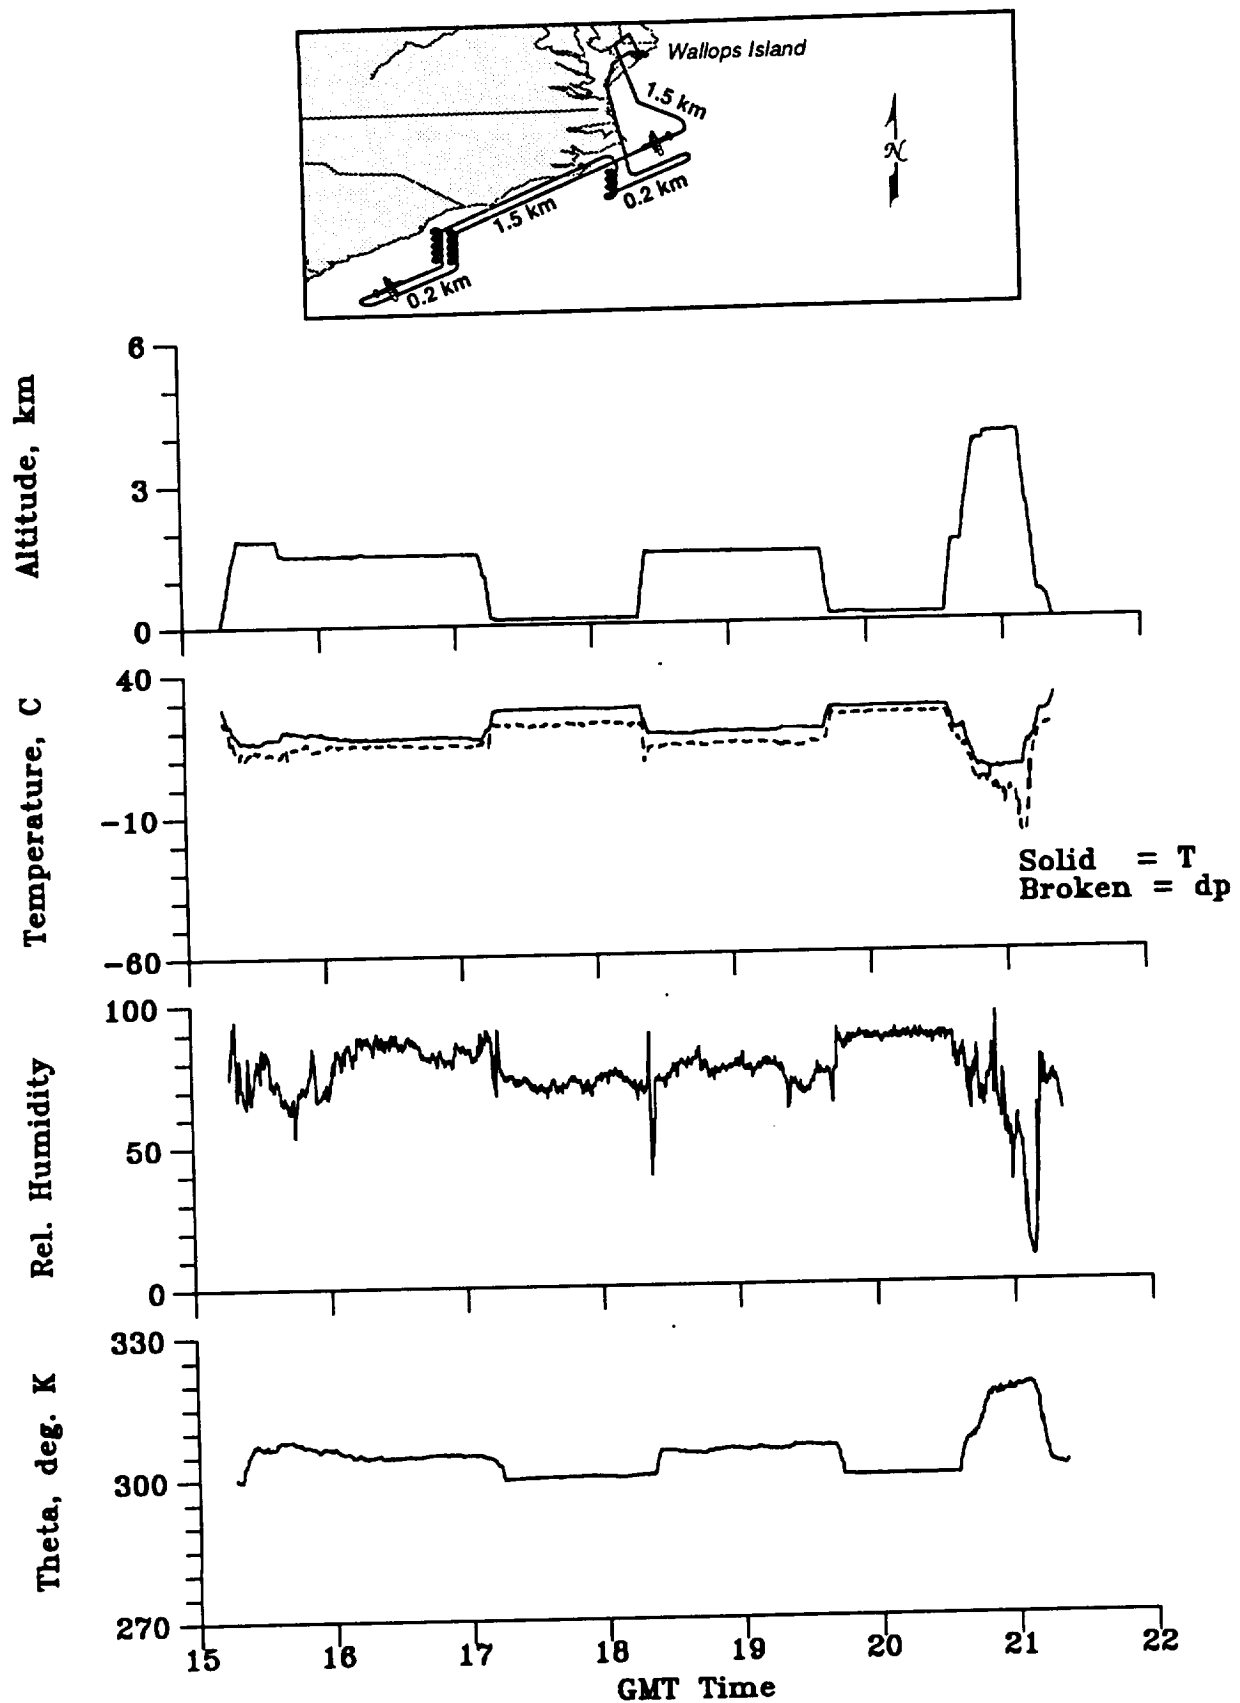 Wallops Island
1.5 km
N
0.2 km
1.5 km
0.2 km
6
3
0
Altitude, km
40
-10
-60
Temperature, C
Solid = T
Broken = dp
100
50
0
Rel. Humidity
330
300
270
Theta, deg. K
15 16 17 18 19 20 21 22
GMT Time